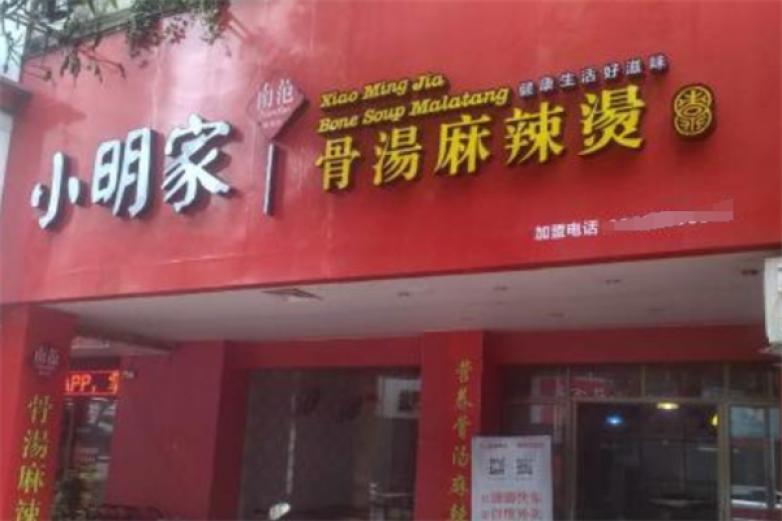 小明家
南范
Xiao Ming Jia
Bone Soup Malatang
健康生活好滋味
骨湯麻辣燙
加盟电话
南范
APP,
骨湯麻辣
营养骨汤麻辣